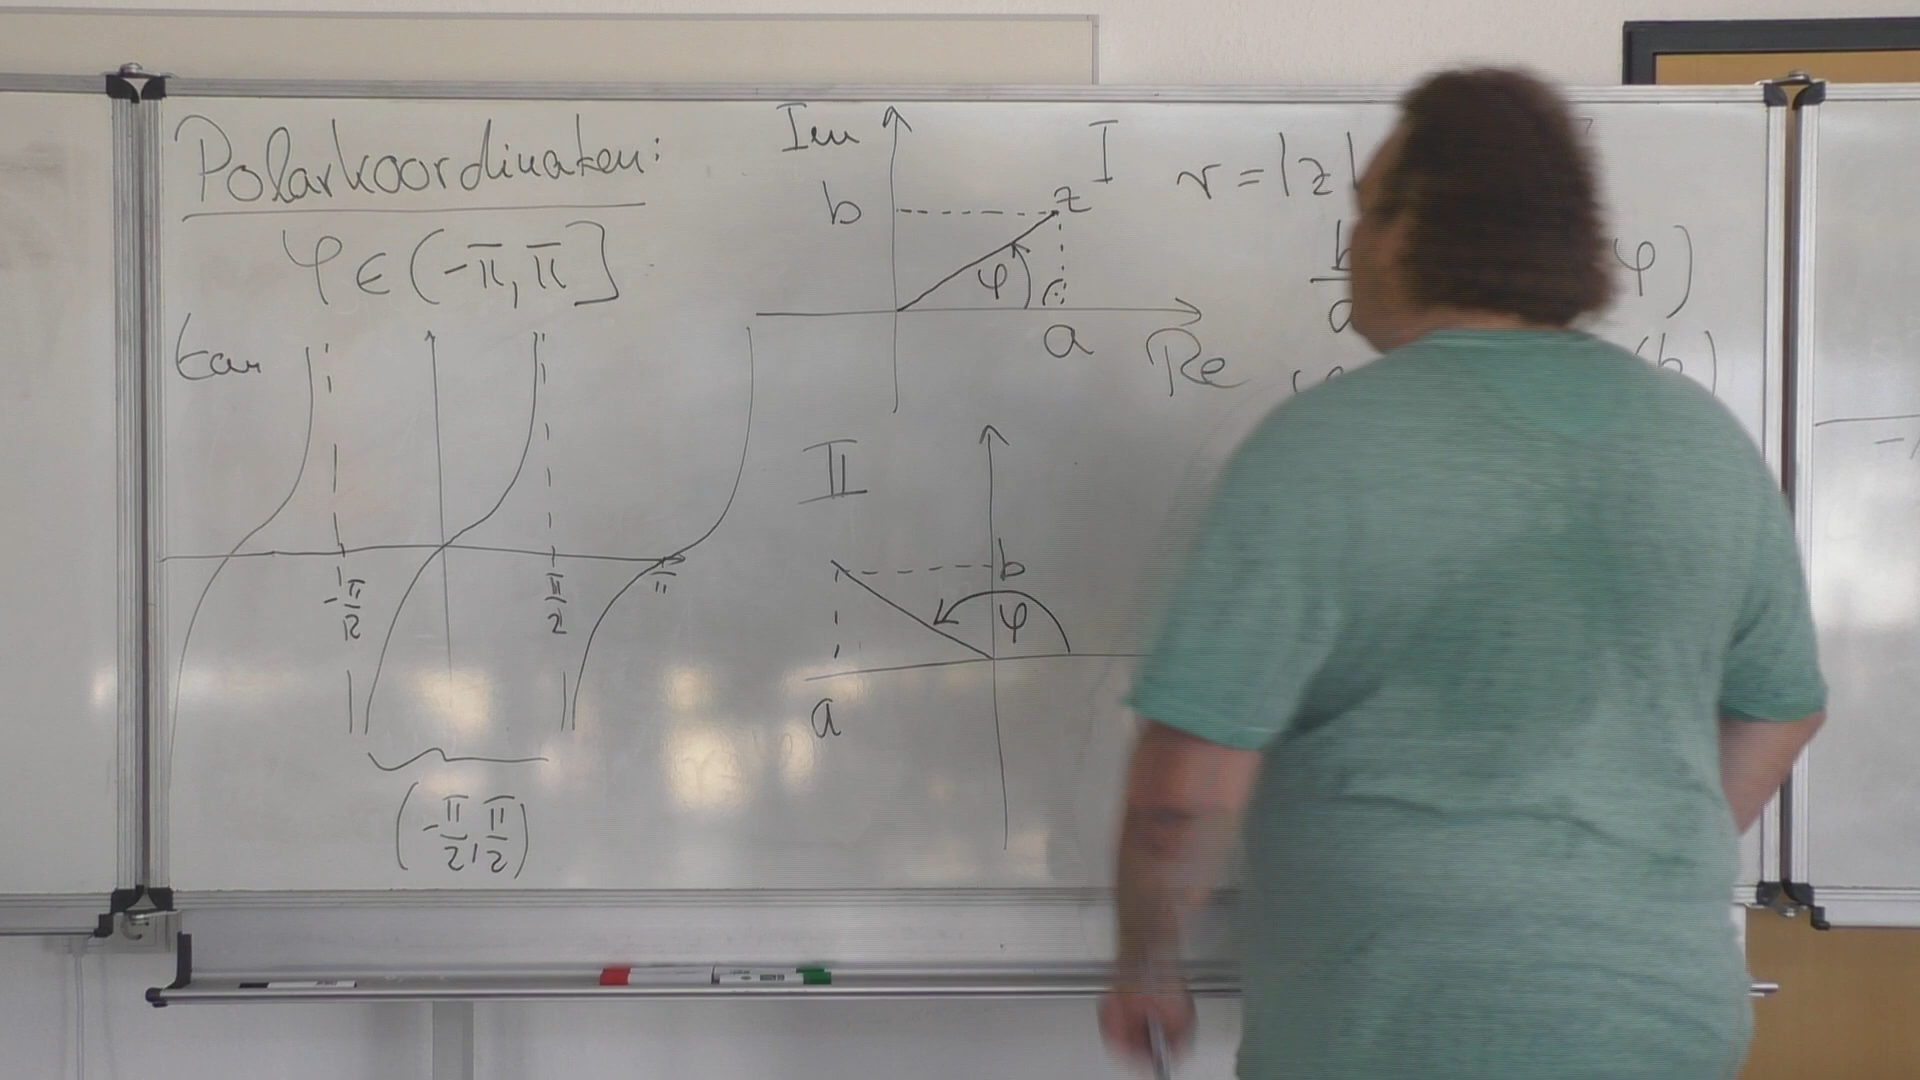 Polarkoordinaten:
φ ∈ (-π, π]
tan
-π/2
π/2
π
(-π/2, π/2)
Im
I
b
z
φ
a
Re
r = |z|
φ)
II
b
φ
a